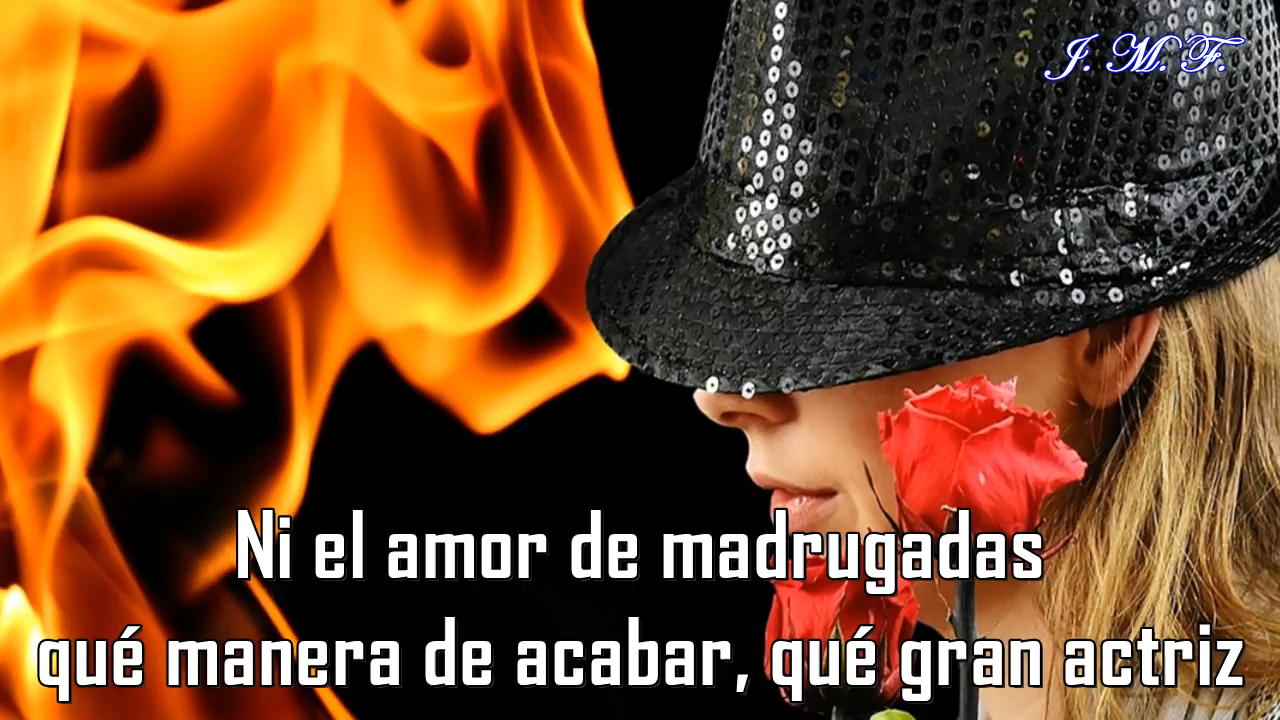 J. M. F.
Ni el amor de madrugadas
qué manera de acabar, qué gran actriz